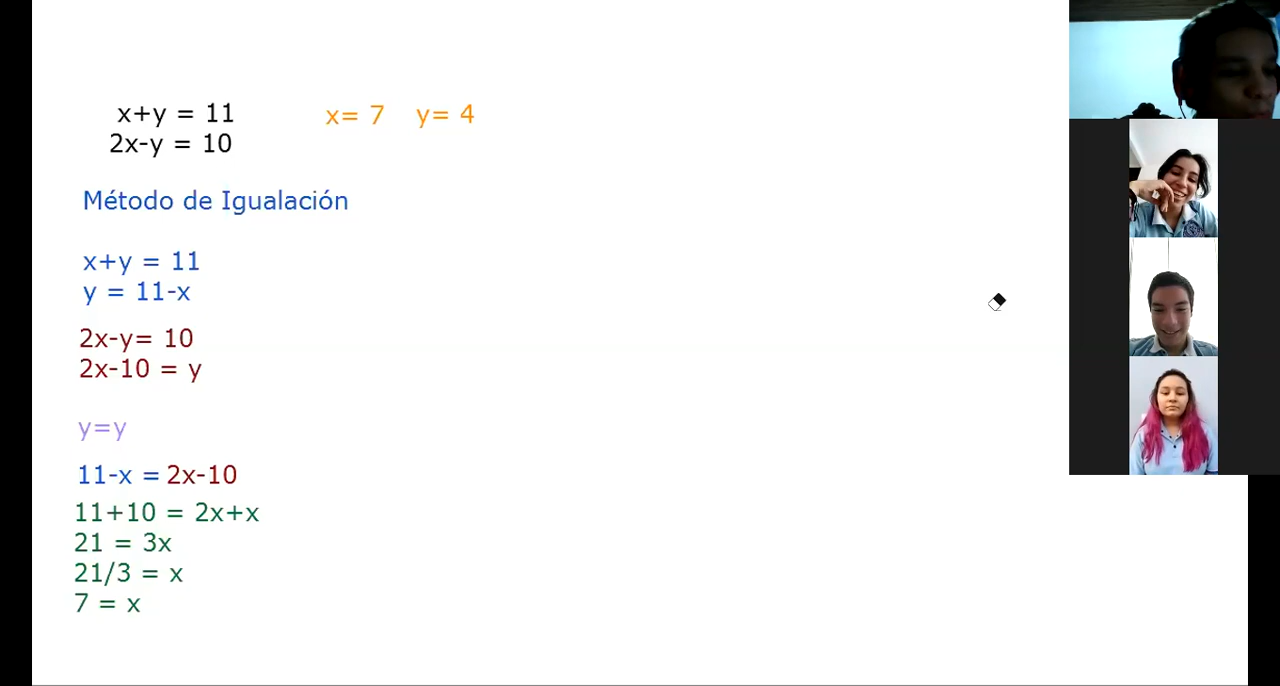 x+y = 11
2x-y = 10
x= 7 y= 4
Método de Igualación
x+y = 11
y = 11-x
2x-y= 10
2x-10 = y
y=y
11-x = 2x-10
11+10 = 2x+x
21 = 3x
21/3 = x
7 = x